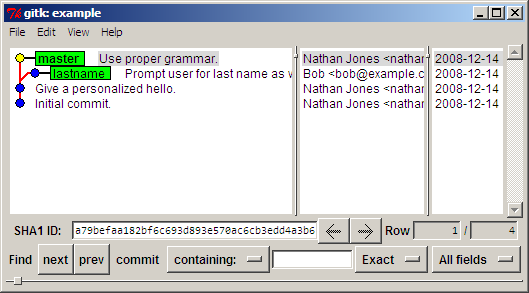 gitk: example
File Edit View Help
master Use proper grammar. Nathan Jones <nathan 2008-12-14
lastname Prompt user for last name as w Bob <bob@example.c 2008-12-14
Give a personalized hello. Nathan Jones <nathan 2008-12-14
Initial commit. Nathan Jones <nathan 2008-12-14
SHA1 ID: a79befaa182bf6c693d893e570ac6cb3edd4a3b6 Row 1 / 4
Find next prev commit containing: Exact All fields